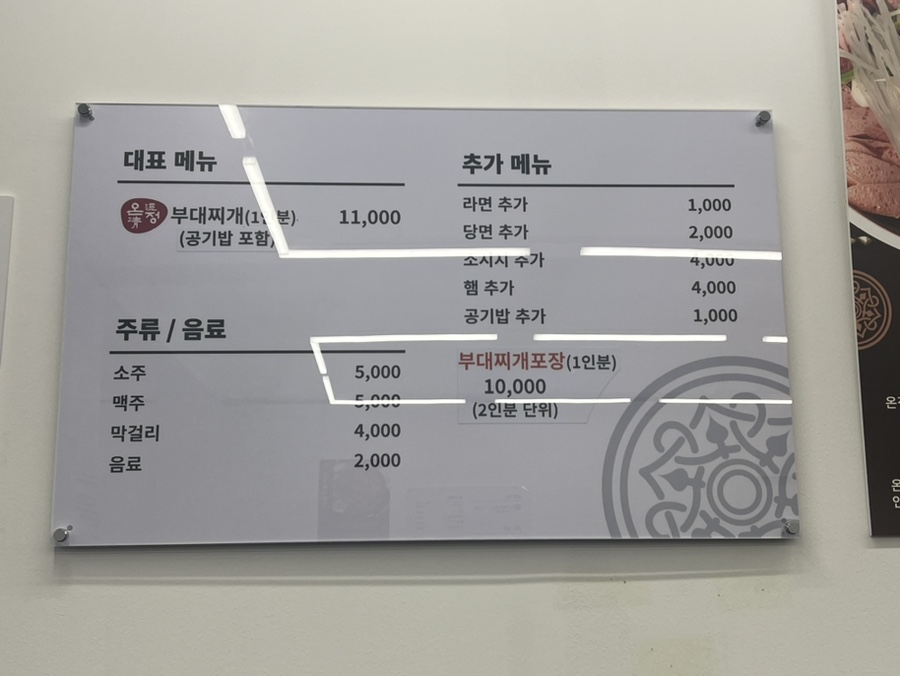 대표 메뉴
부대찌개(1인분) 11,000
(공기밥 포함)
주류 / 음료
소주 5,000
맥주 5,000
막걸리 4,000
음료 2,000
추가 메뉴
라면 추가 1,000
당면 추가 2,000
소시지 추가 4,000
햄 추가 4,000
공기밥 추가 1,000
부대찌개포장(1인분)
10,000
(2인분 단위)